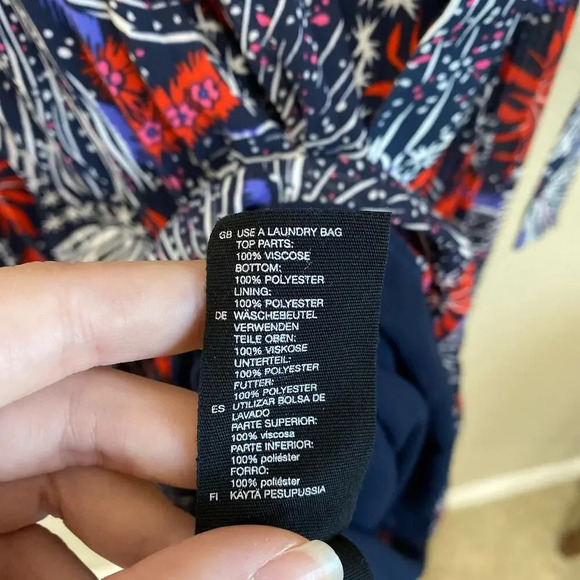 GB USE A LAUNDRY BAG
TOP PARTS:
100% VISCOSE
BOTTOM:
100% POLYESTER
LINING:
100% POLYESTER
DE WÄSCHEBEUTEL
VERWENDEN
TEILE OBEN:
100% VISKOSE
UNTERTEIL:
100% POLYESTER
FUTTER:
100% POLYESTER
ES UTILIZAR BOLSA DE
LAVADO
PARTE SUPERIOR:
100% viscosa
PARTE INFERIOR:
100% poliéster
FORRO:
100% poliéster
FI KÄYTÄ PESUPUSSIA